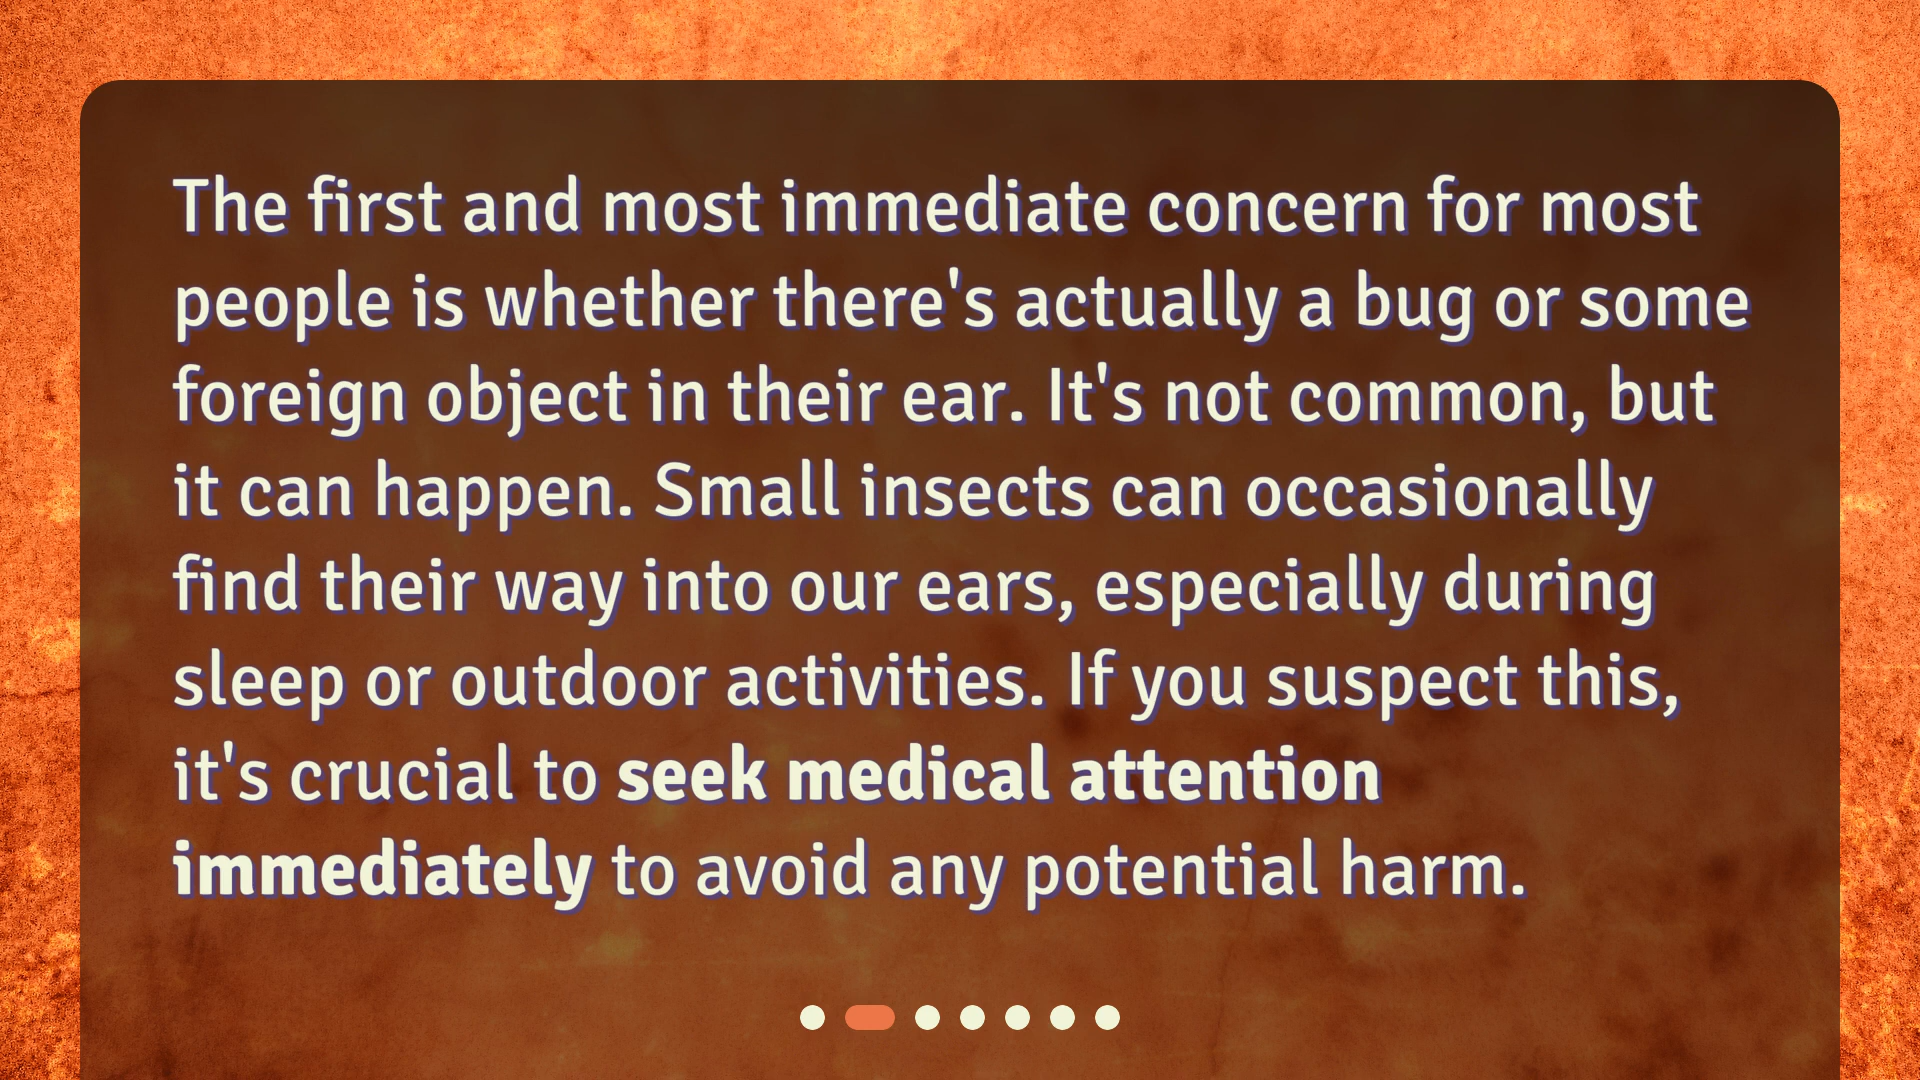 The first and most immediate concern for most
people is whether there's actually a bug or some
foreign object in their ear. It's not common, but
it can happen. Small insects can occasionally
find their way into our ears, especially during
sleep or outdoor activities. If you suspect this,
it's crucial to seek medical attention
immediately to avoid any potential harm.